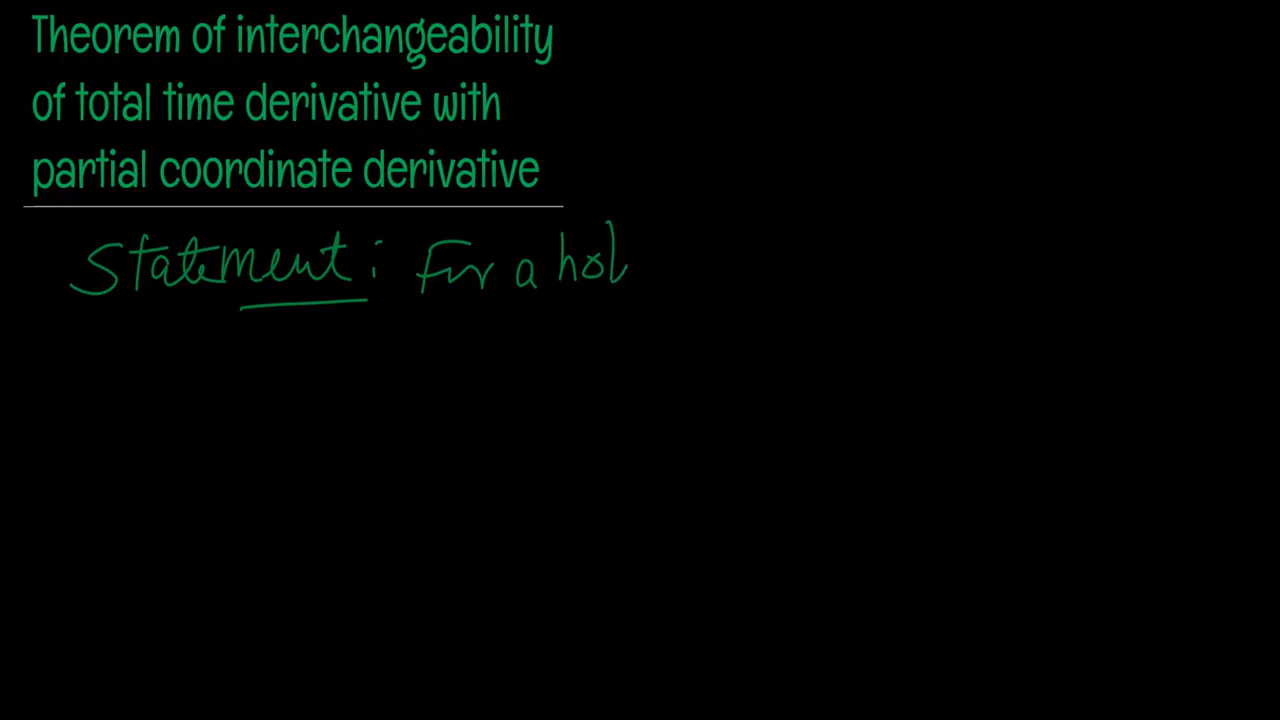 Theorem of interchangeability
of total time derivative with
partial coordinate derivative
Statement: For a hol